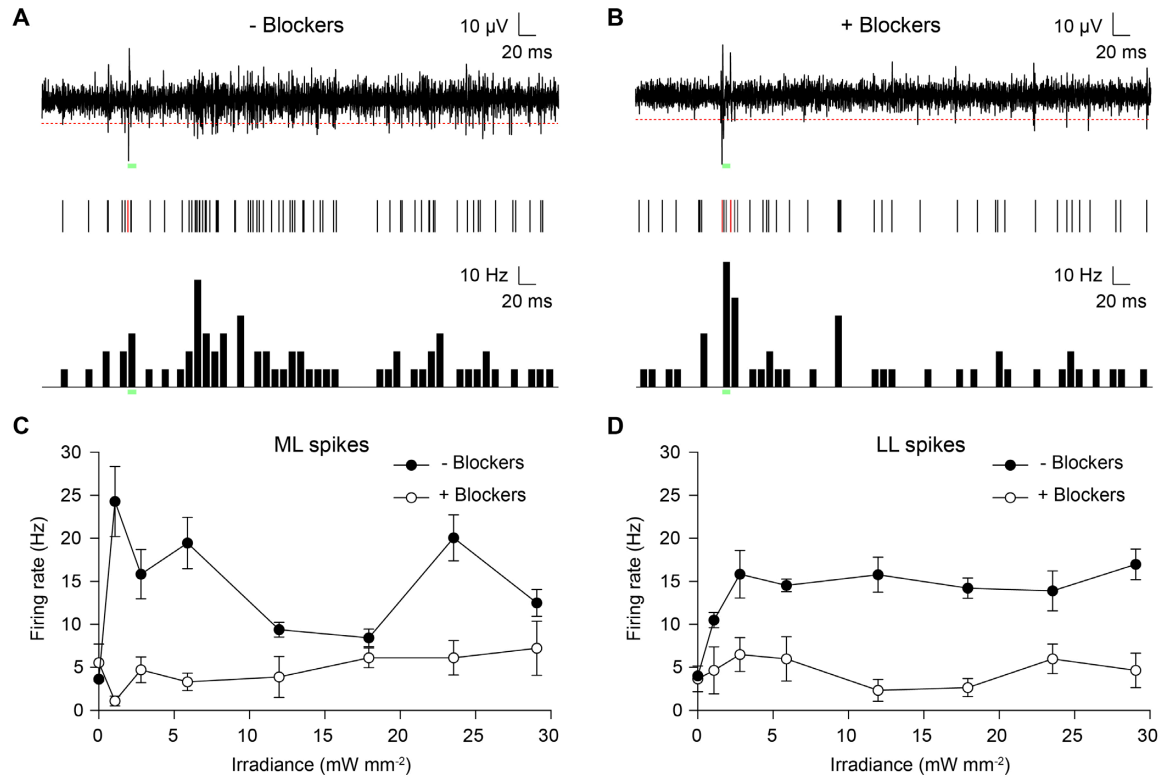 A
- Blockers
10 µV
20 ms
10 Hz
20 ms
B
+ Blockers
10 µV
20 ms
10 Hz
20 ms
C
ML spikes
- Blockers
+ Blockers
Firing rate (Hz)
30
25
20
15
10
5
0
0 5 10 15 20 25 30
Irradiance (mW mm-2)
D
LL spikes
- Blockers
+ Blockers
Firing rate (Hz)
30
25
20
15
10
5
0
0 5 10 15 20 25 30
Irradiance (mW mm-2)